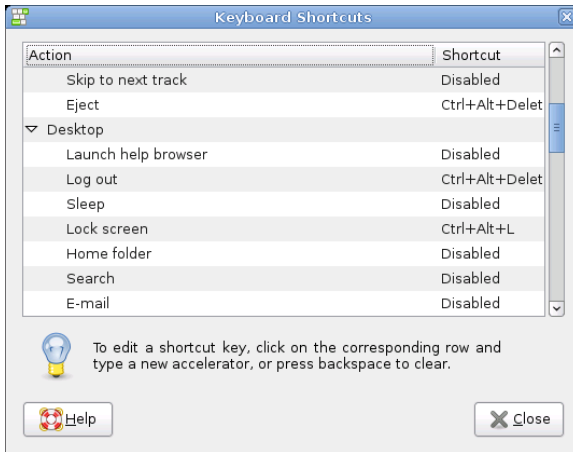 Keyboard Shortcuts
Action Shortcut
Skip to next track Disabled
Eject Ctrl+Alt+Delet
Desktop
Launch help browser Disabled
Log out Ctrl+Alt+Delet
Sleep Disabled
Lock screen Ctrl+Alt+L
Home folder Disabled
Search Disabled
E-mail Disabled
To edit a shortcut key, click on the corresponding row and
type a new accelerator, or press backspace to clear.
Help Close